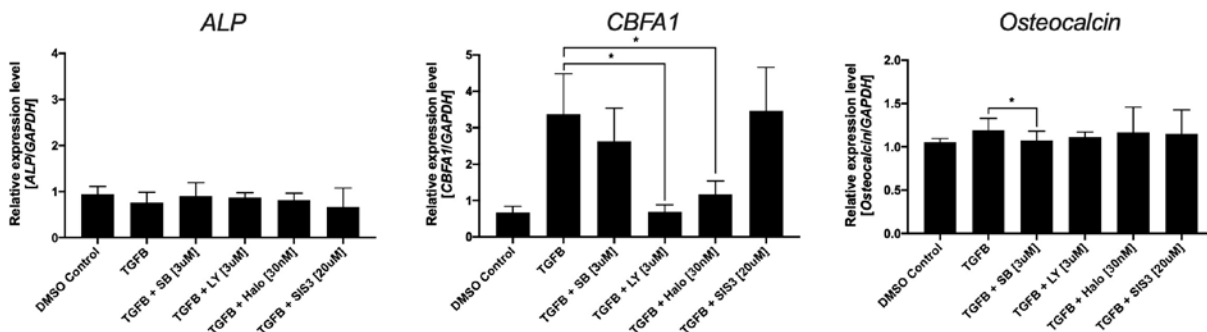 ALP
Relative expression level
[ALP/GAPDH]
4
3
2
1
0
DMSO Control
TGFB
TGFB + SB [3uM]
TGFB + LY [3uM]
TGFB + Halo [30nM]
TGFB + SIS3 [20uM]
CBFA1
Relative expression level
[CBFA1/GAPDH]
5
4
3
2
1
0
*
*
DMSO Control
TGFB
TGFB + SB [3uM]
TGFB + LY [3uM]
TGFB + Halo [30nM]
TGFB + SIS3 [20uM]
Osteocalcin
Relative expression level
[Osteocalcin/GAPDH]
2.0
1.5
1.0
0.5
0.0
*
DMSO Control
TGFB
TGFB + SB [3uM]
TGFB + LY [3uM]
TGFB + Halo [30nM]
TGFB + SIS3 [20uM]